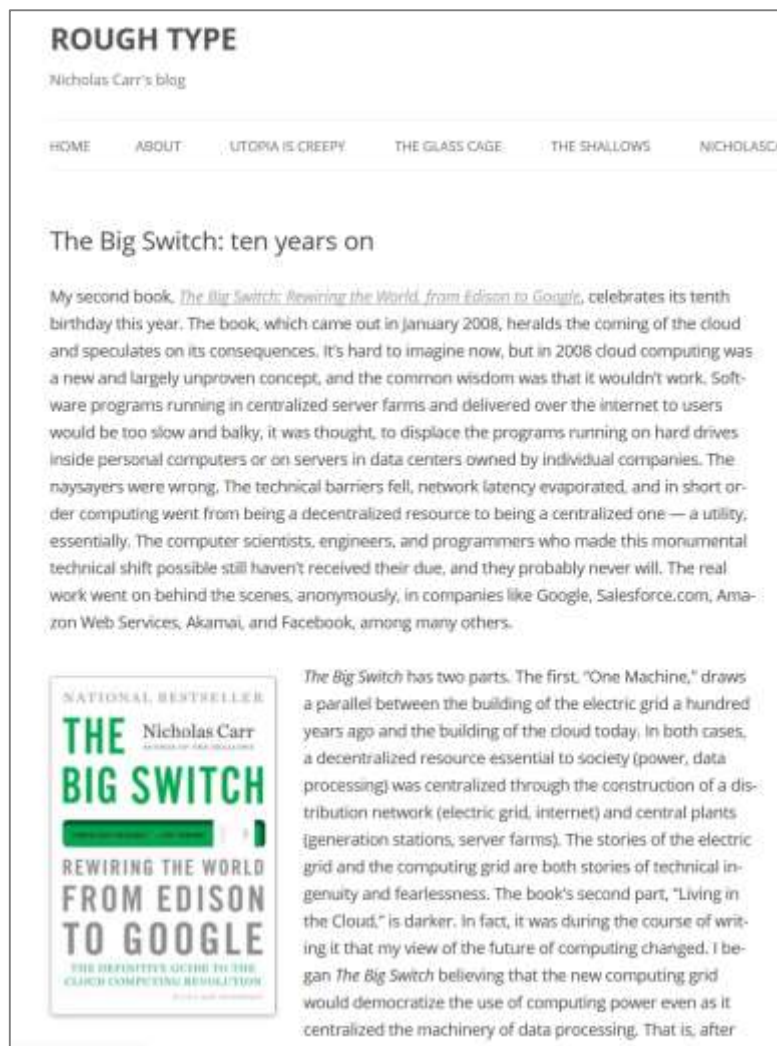 ROUGH TYPE
Nicholas Carr's blog
HOME ABOUT UTOPIA IS CREEPY THE GLASS CAGE THE SHALLOWS NICHOLASCA
The Big Switch: ten years on
My second book, The Big Switch: Rewiring the World, from Edison to Google, celebrates its tenth
birthday this year. The book, which came out in January 2008, heralds the coming of the cloud
and speculates on its consequences. It's hard to imagine now, but in 2008 cloud computing was
a new and largely unproven concept, and the common wisdom was that it wouldn't work. Soft-
ware programs running in centralized server farms and delivered over the internet to users
would be too slow and balky, it was thought, to displace the programs running on hard drives
inside personal computers or on servers in data centers owned by individual companies. The
naysayers were wrong. The technical barriers fell, network latency evaporated, and in short or-
der computing went from being a decentralized resource to being a centralized one — a utility,
essentially. The computer scientists, engineers, and programmers who made this monumental
technical shift possible still haven't received their due, and they probably never will. The real
work went on behind the scenes, anonymously, in companies like Google, Salesforce.com, Ama-
zon Web Services, Akamai, and Facebook, among many others.
NATIONAL BESTSELLER
THE Nicholas Carr
AUTHOR OF THE SHALLOWS
BIG SWITCH
REWIRING THE WORLD
FROM EDISON
TO GOOGLE
THE DEFINITIVE GUIDE TO THE
CLOUD COMPUTING REVOLUTION
The Big Switch has two parts. The first, "One Machine," draws
a parallel between the building of the electric grid a hundred
years ago and the building of the cloud today. In both cases,
a decentralized resource essential to society (power, data
processing) was centralized through the construction of a dis-
tribution network (electric grid, internet) and central plants
(generation stations, server farms). The stories of the electric
grid and the computing grid are both stories of technical in-
genuity and fearlessness. The book's second part, "Living in
the Cloud," is darker. In fact, it was during the course of writ-
ing it that my view of the future of computing changed. I be-
gan The Big Switch believing that the new computing grid
would democratize the use of computing power even as it
centralized the machinery of data processing. That is, after